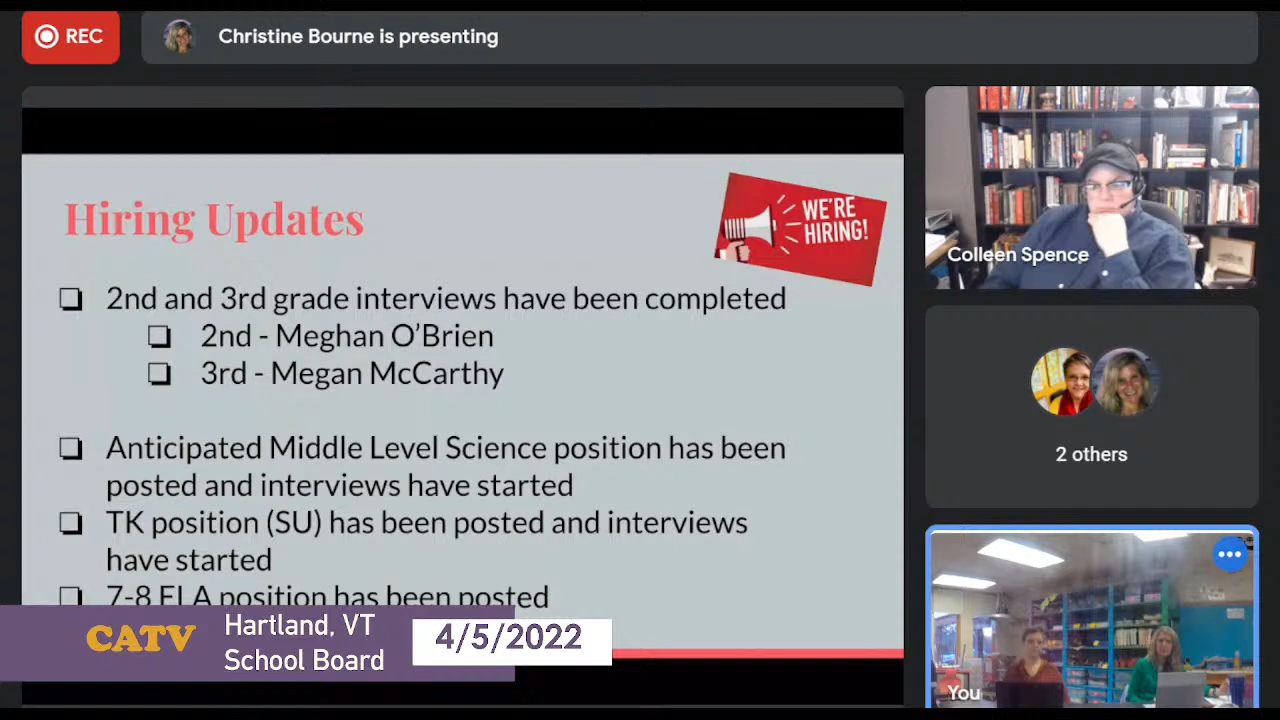 REC
Christine Bourne is presenting
Hiring Updates
WE'RE
HIRING!
2nd and 3rd grade interviews have been completed
2nd - Meghan O'Brien
3rd - Megan McCarthy
Anticipated Middle Level Science position has been
posted and interviews have started
TK position (SU) has been posted and interviews
have started
7-8 ELA position has been posted
Colleen Spence
2 others
You
CATV
Hartland, VT
School Board
4/5/2022